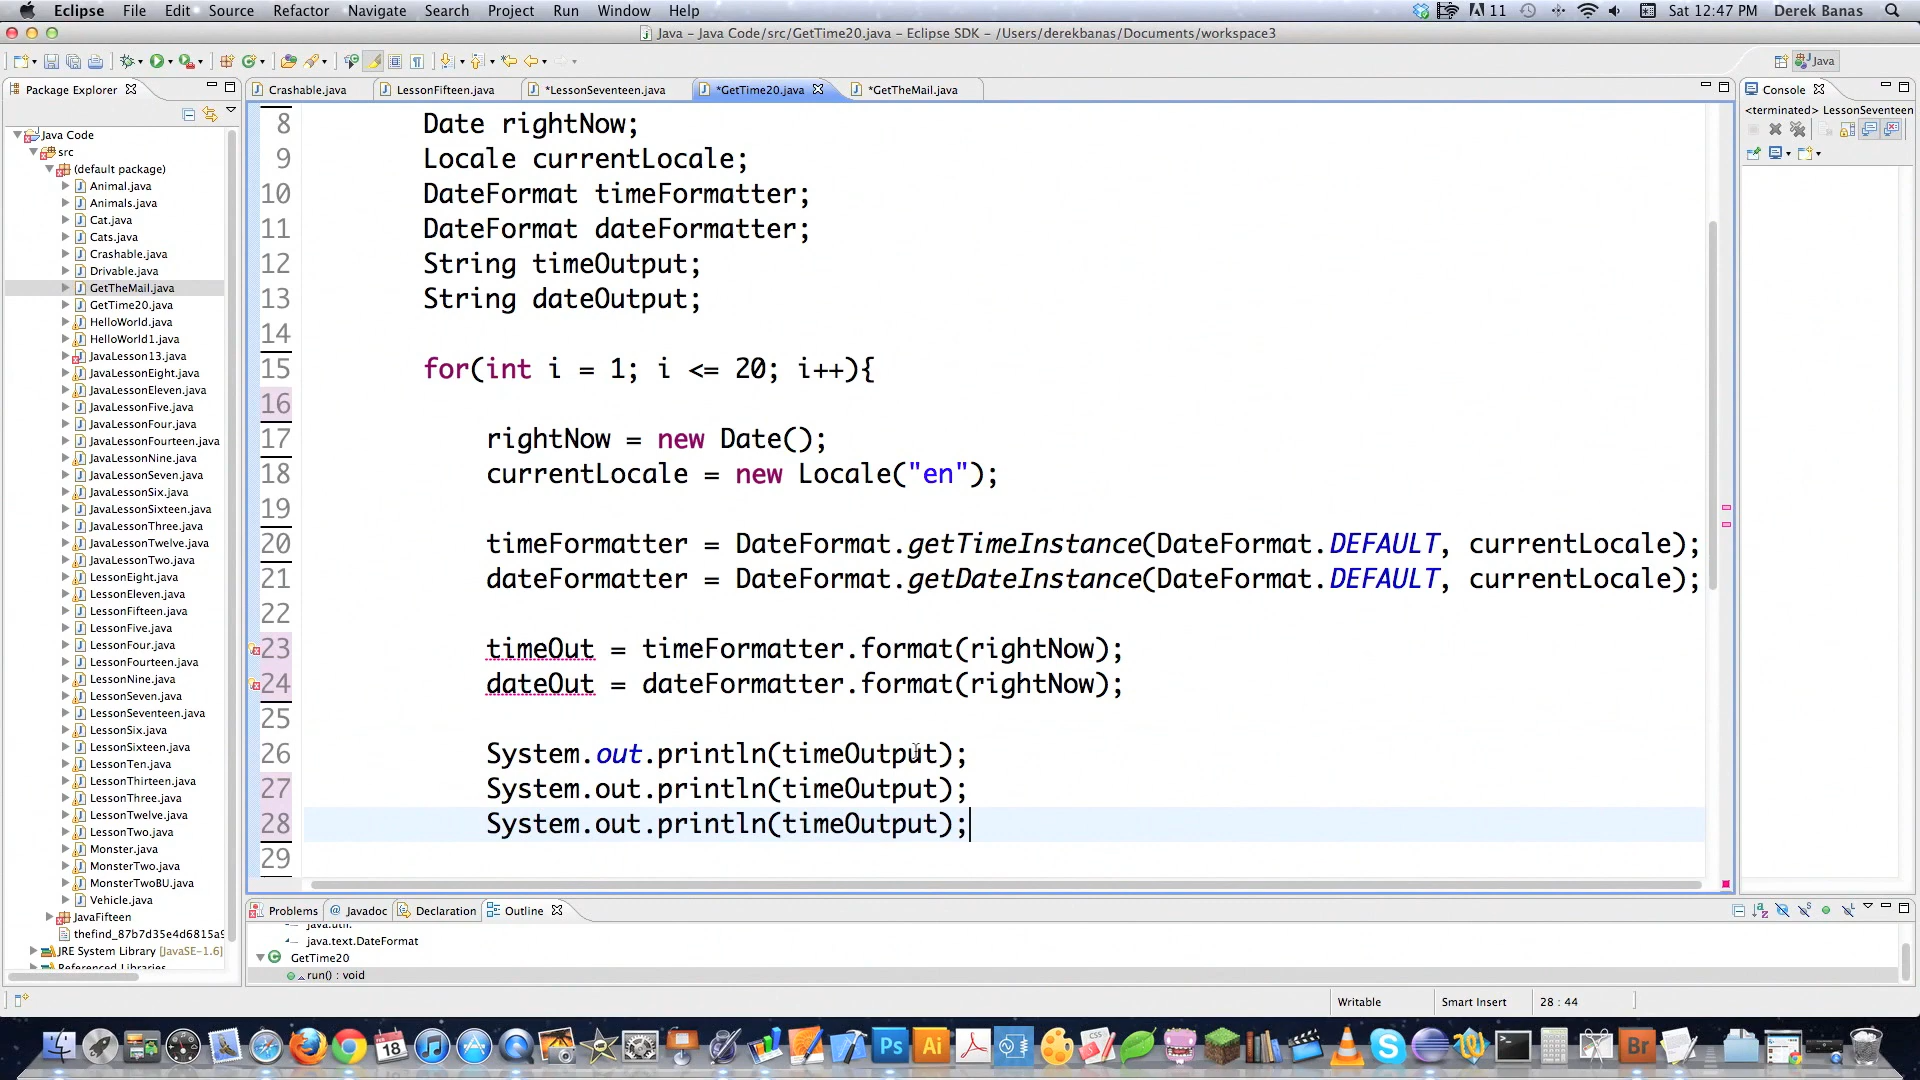 Eclipse File Edit Source Refactor Navigate Search Project Run Window Help
11 Sat 12:47 PM Derek Banas
Java - Java Code/src/GetTime20.java - Eclipse SDK - /Users/derekbanas/Documents/workspace3
Java
Package Explorer
Crashable.java LessonFifteen.java *LessonSeventeen.java *GetTime20.java *GetTheMail.java
Console
<terminated> LessonSeventeen
Java Code
src
(default package)
Animal.java
Animals.java
Cat.java
Cats.java
Crashable.java
Drivable.java
GetTheMail.java
GetTime20.java
HelloWorld.java
HelloWorld1.java
JavaLesson13.java
JavaLessonEight.java
JavaLessonEleven.java
JavaLessonFive.java
JavaLessonFour.java
JavaLessonFourteen.java
JavaLessonNine.java
JavaLessonSeven.java
JavaLessonSix.java
JavaLessonSixteen.java
JavaLessonThree.java
JavaLessonTwelve.java
JavaLessonTwo.java
LessonEight.java
LessonEleven.java
LessonFifteen.java
LessonFive.java
LessonFour.java
LessonFourteen.java
LessonNine.java
LessonSeven.java
LessonSeventeen.java
LessonSix.java
LessonSixteen.java
LessonTen.java
LessonThirteen.java
LessonThree.java
LessonTwelve.java
LessonTwo.java
Monster.java
MonsterTwo.java
MonsterTwoBU.java
Vehicle.java
JavaFifteen
thefind_87b7d35e4d6815a9
JRE System Library [JavaSE-1.6]
Referenced Libraries
8 Date rightNow;
9 Locale currentLocale;
10 DateFormat timeFormatter;
11 DateFormat dateFormatter;
12 String timeOutput;
13 String dateOutput;
14
15 for(int i = 1; i <= 20; i++){
16
17 rightNow = new Date();
18 currentLocale = new Locale("en");
19
20 timeFormatter = DateFormat.getTimeInstance(DateFormat.DEFAULT, currentLocale);
21 dateFormatter = DateFormat.getDateInstance(DateFormat.DEFAULT, currentLocale);
22
23 timeOut = timeFormatter.format(rightNow);
24 dateOut = dateFormatter.format(rightNow);
25
26 System.out.println(timeOutput);
27 System.out.println(timeOutput);
28 System.out.println(timeOutput);
29
Problems @ Javadoc Declaration Outline
java.util.*
java.text.DateFormat
GetTime20
run() : void
Writable Smart Insert 28 : 44
18
Ps Ai CSS Br